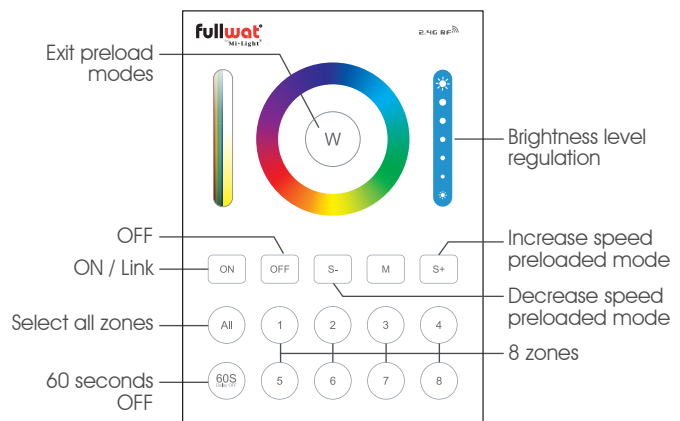 fullwat
Mi-Light
2.4G RF
Exit preload
modes
W
Brightness level
regulation
OFF
ON / Link
Increase speed
preloaded mode
ON
OFF
S-
M
S+
Decrease speed
preloaded mode
Select all zones
All
1
2
3
4
8 zones
60 seconds
OFF
60S
Delay OFF
5
6
7
8